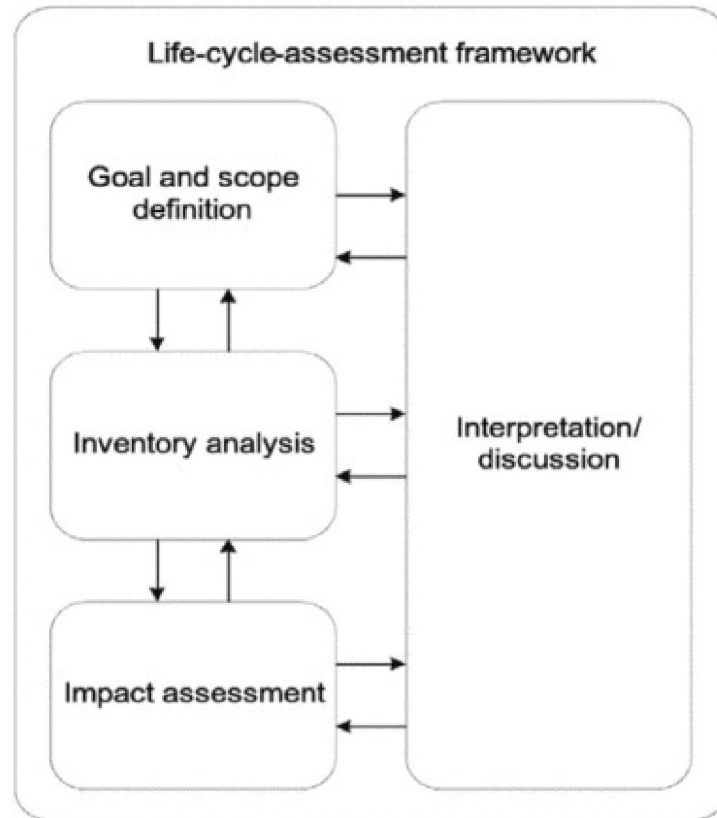 Life-cycle-assessment framework
Goal and scope
definition
Inventory analysis
Impact assessment
Interpretation/
discussion